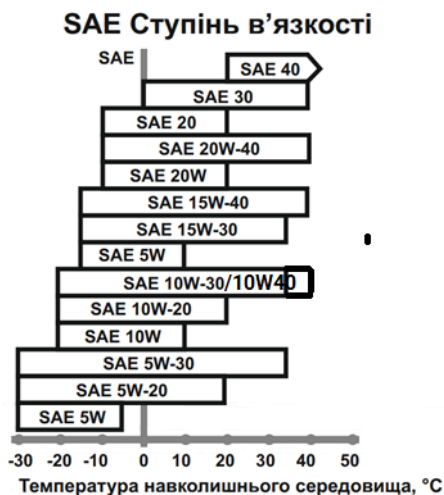 SAE Ступінь в’язкості
SAE
SAE 40
SAE 30
SAE 20
SAE 20W-40
SAE 20W
SAE 15W-40
SAE 15W-30
SAE 5W
SAE 10W-30/10W40
SAE 10W-20
SAE 10W
SAE 5W-30
SAE 5W-20
SAE 5W
-30 -20 -10 0 10 20 30 40 50
Температура навколишнього середовища, °C